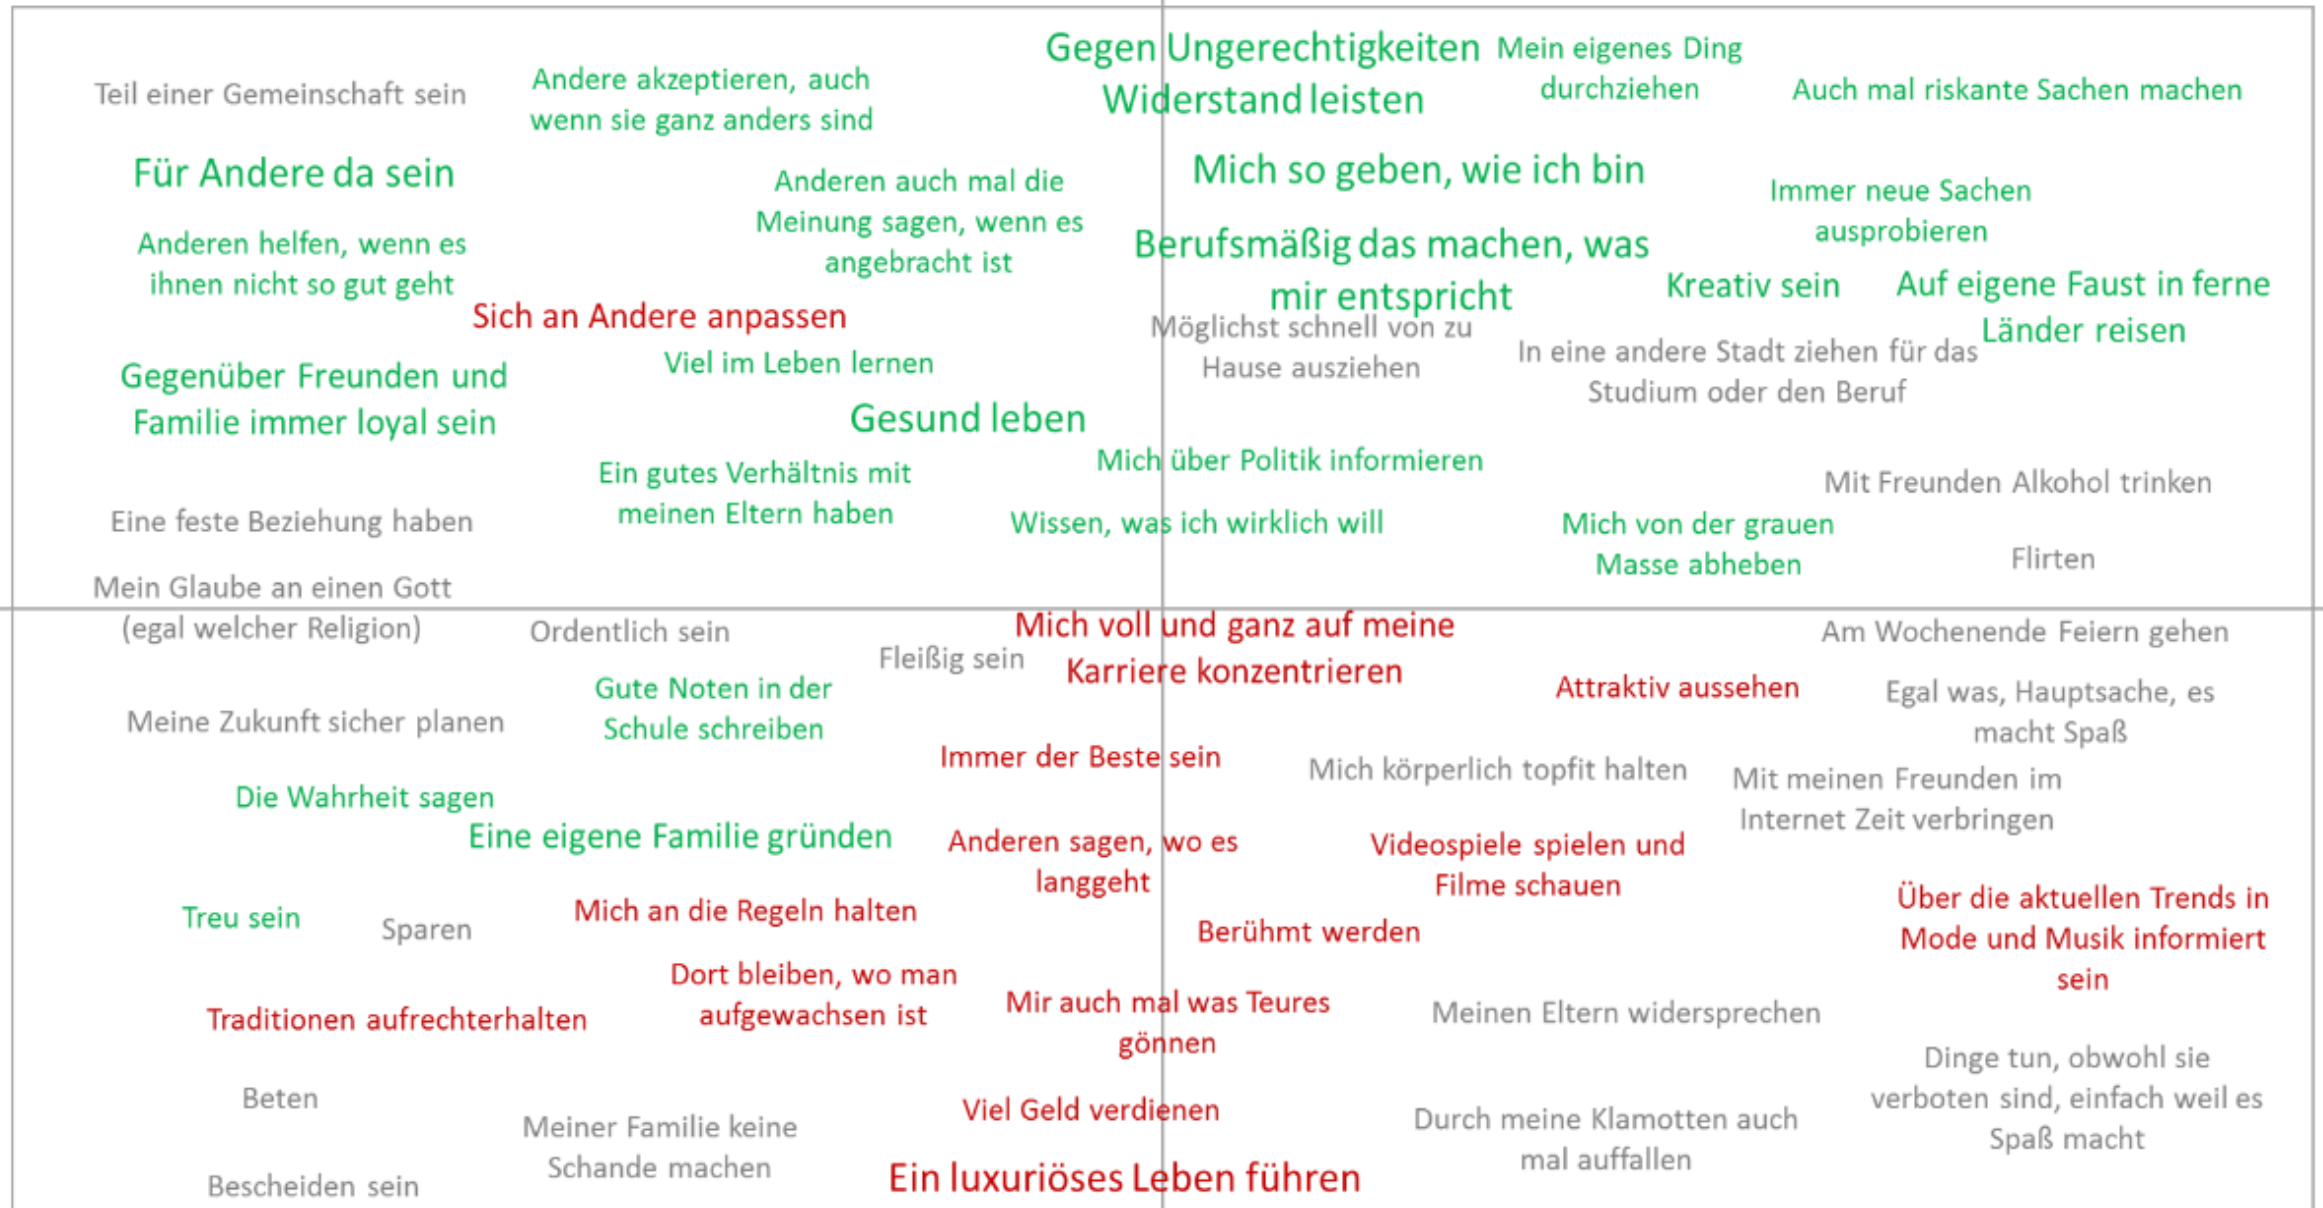 Gegen Ungerechtigkeiten
Widerstand leisten
Mein eigenes Ding
durchziehen
Teil einer Gemeinschaft sein
Andere akzeptieren, auch
wenn sie ganz anders sind
Auch mal riskante Sachen machen
Für Andere da sein
Anderen auch mal die
Meinung sagen, wenn es
angebracht ist
Mich so geben, wie ich bin
Immer neue Sachen
ausprobieren
Anderen helfen, wenn es
ihnen nicht so gut geht
Berufsmäßig das machen, was
mir entspricht
Kreativ sein
Auf eigene Faust in ferne
Länder reisen
Sich an Andere anpassen
Möglichst schnell von zu
Hause ausziehen
In eine andere Stadt ziehen für das
Studium oder den Beruf
Viel im Leben lernen
Gegenüber Freunden und
Familie immer loyal sein
Gesund leben
Mich über Politik informieren
Ein gutes Verhältnis mit
meinen Eltern haben
Mit Freunden Alkohol trinken
Eine feste Beziehung haben
Wissen, was ich wirklich will
Mich von der grauen
Masse abheben
Flirten
Mein Glaube an einen Gott
(egal welcher Religion)
Ordentlich sein
Fleißig sein
Mich voll und ganz auf meine
Karriere konzentrieren
Am Wochenende Feiern gehen
Gute Noten in der
Schule schreiben
Attraktiv aussehen
Egal was, Hauptsache, es
macht Spaß
Meine Zukunft sicher planen
Immer der Beste sein
Mich körperlich topfit halten
Mit meinen Freunden im
Internet Zeit verbringen
Die Wahrheit sagen
Eine eigene Familie gründen
Anderen sagen, wo es
langgeht
Videospiele spielen und
Filme schauen
Über die aktuellen Trends in
Mode und Musik informiert
sein
Treu sein
Sparen
Mich an die Regeln halten
Berühmt werden
Dort bleiben, wo man
aufgewachsen ist
Mir auch mal was Teures
gönnen
Meinen Eltern widersprechen
Traditionen aufrechterhalten
Dinge tun, obwohl sie
verboten sind, einfach weil es
Spaß macht
Beten
Viel Geld verdienen
Durch meine Klamotten auch
mal auffallen
Meiner Familie keine
Schande machen
Ein luxuriöses Leben führen
Bescheiden sein